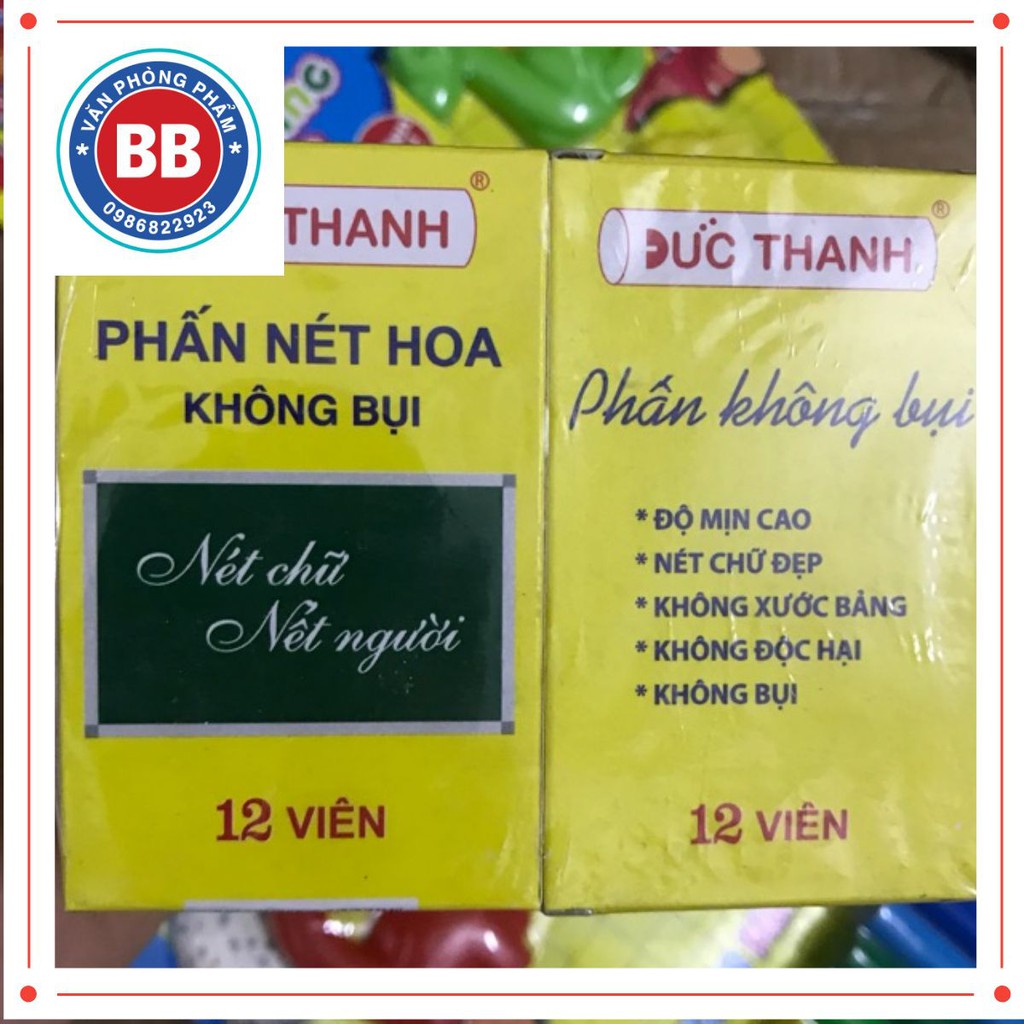 * VĂN PHÒNG PHẨM *
BB
0986822923
THANH ®
PHẤN NÉT HOA
KHÔNG BỤI
Nét chữ
Nết người
12 VIÊN
ĐỨC THANH ®
Phấn không bụi
* ĐỘ MỊN CAO
* NÉT CHỮ ĐẸP
* KHÔNG XƯỚC BẢNG
* KHÔNG ĐỘC HẠI
* KHÔNG BỤI
12 VIÊN